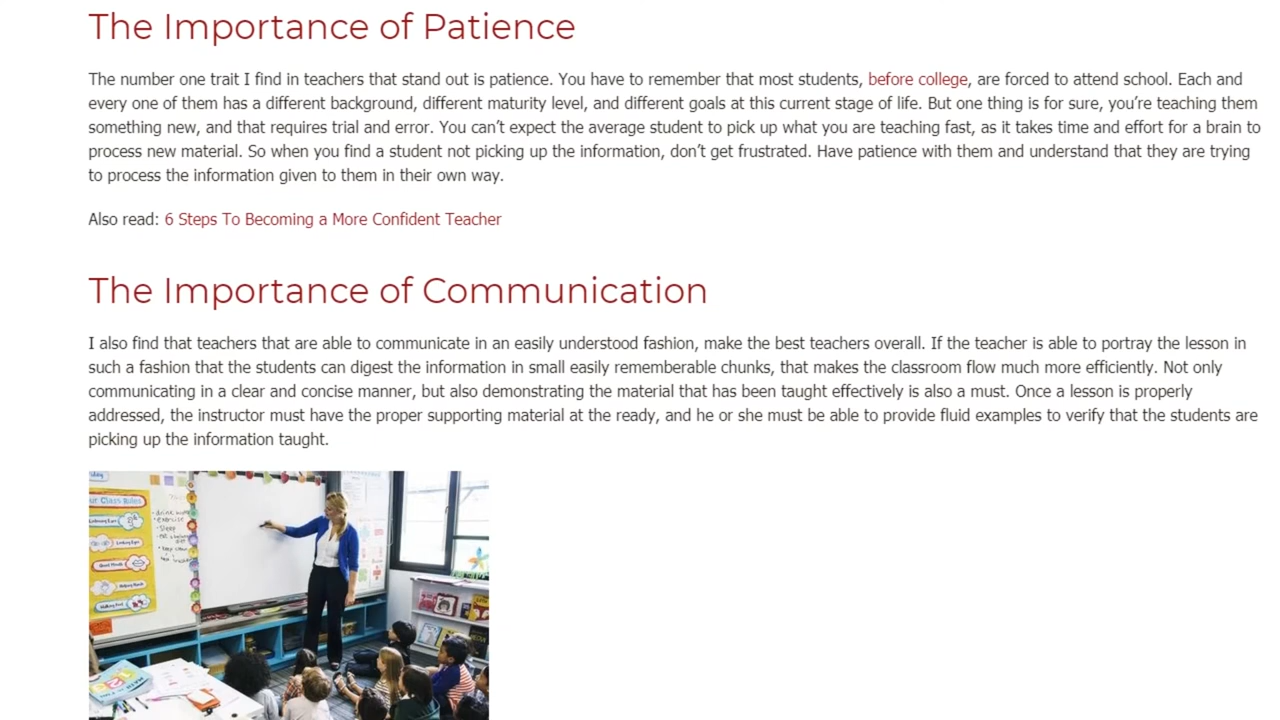 The Importance of Patience
The number one trait I find in teachers that stand out is patience. You have to remember that most students, before college, are forced to attend school. Each and
every one of them has a different background, different maturity level, and different goals at this current stage of life. But one thing is for sure, you’re teaching them
something new, and that requires trial and error. You can’t expect the average student to pick up what you are teaching fast, as it takes time and effort for a brain to
process new material. So when you find a student not picking up the information, don’t get frustrated. Have patience with them and understand that they are trying
to process the information given to them in their own way.
Also read: 6 Steps To Becoming a More Confident Teacher
The Importance of Communication
I also find that teachers that are able to communicate in an easily understood fashion, make the best teachers overall. If the teacher is able to portray the lesson in
such a fashion that the students can digest the information in small easily rememberable chunks, that makes the classroom flow much more efficiently. Not only
communicating in a clear and concise manner, but also demonstrating the material that has been taught effectively is also a must. Once a lesson is properly
addressed, the instructor must have the proper supporting material at the ready, and he or she must be able to provide fluid examples to verify that the students are
picking up the information taught.
ur Class Rules
exercise
Sleep